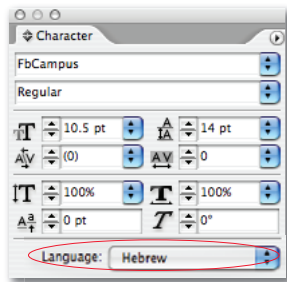 Character
FbCampus
Regular
10.5 pt 14 pt
(0) 0
100% 100%
0 pt 0°
Language: Hebrew